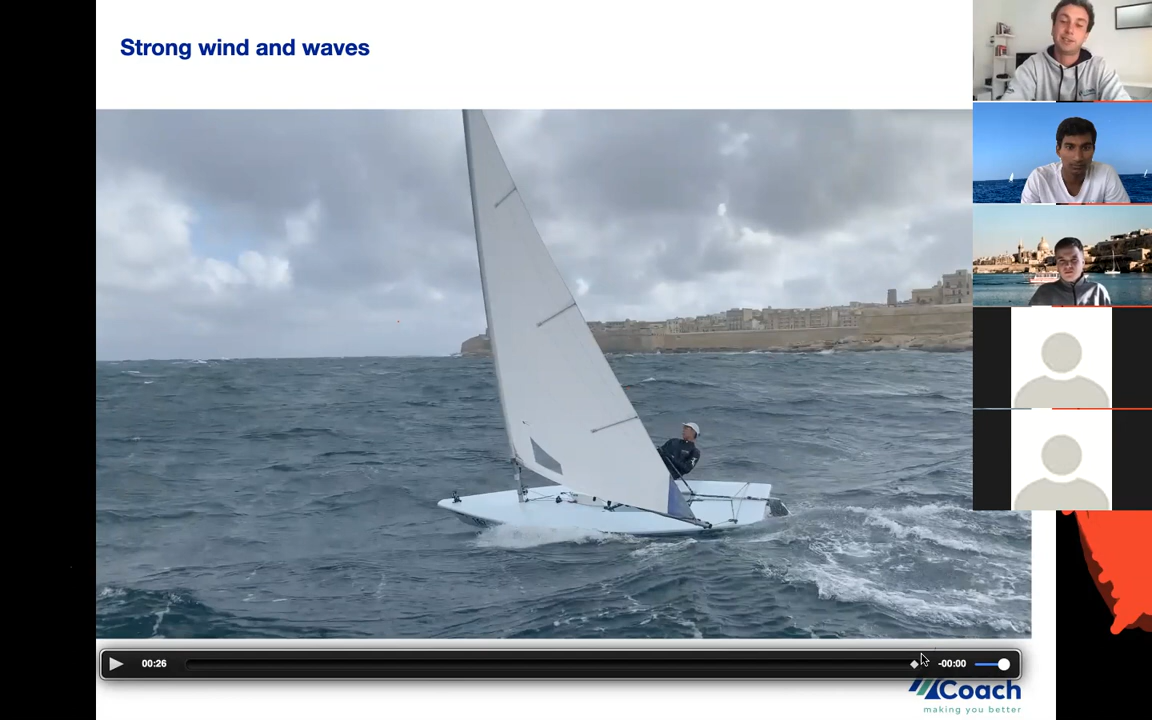 Strong wind and waves
00:26
-00:00
Coach
making you better